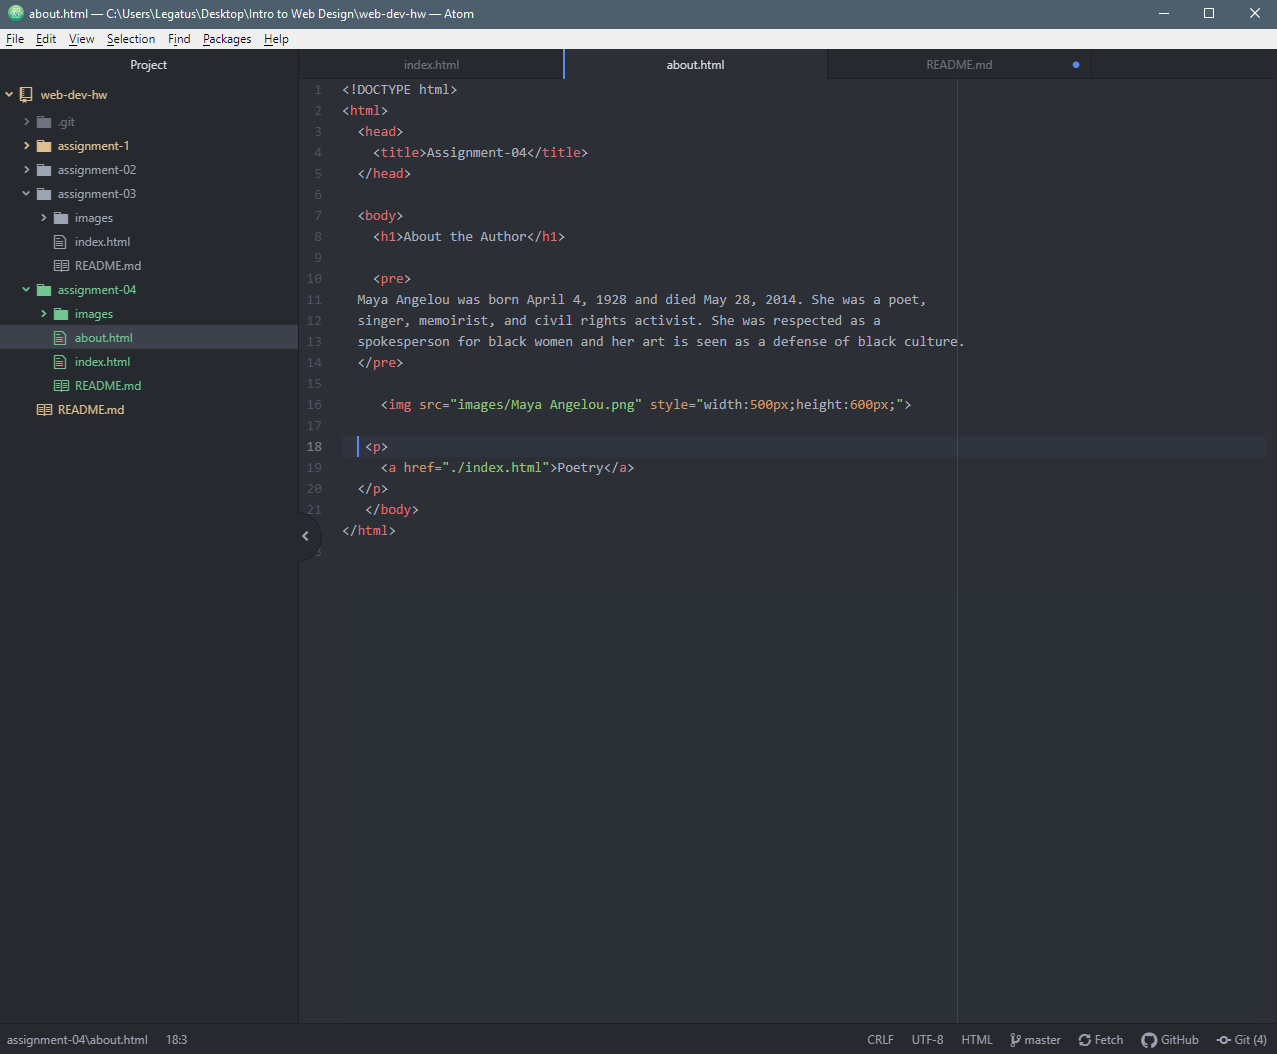 about.html — C:\Users\Legatus\Desktop\Intro to Web Design\web-dev-hw — Atom
File Edit View Selection Find Packages Help
Project
web-dev-hw
.git
assignment-1
assignment-02
assignment-03
images
index.html
README.md
assignment-04
images
about.html
index.html
README.md
README.md
index.html about.html README.md
1 <!DOCTYPE html>
2 <html>
3 <head>
4 <title>Assignment-04</title>
5 </head>
6
7 <body>
8 <h1>About the Author</h1>
9
10 <pre>
11 Maya Angelou was born April 4, 1928 and died May 28, 2014. She was a poet,
12 singer, memoirist, and civil rights activist. She was respected as a
13 spokesperson for black women and her art is seen as a defense of black culture.
14 </pre>
15
16 <img src="images/Maya Angelou.png" style="width:500px;height:600px;">
17
18 <p>
19 <a href="./index.html">Poetry</a>
20 </p>
21 </body>
</html>
assignment-04\about.html 18:3 CRLF UTF-8 HTML master Fetch GitHub Git (4)